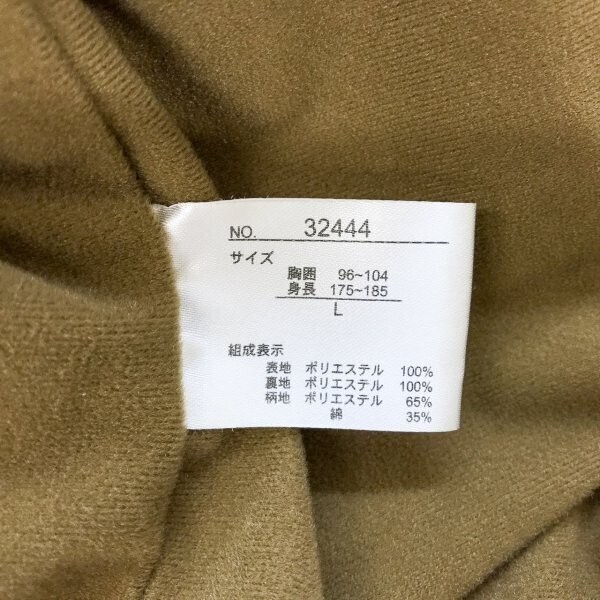 NO. 32444
サイズ
胸囲 96~104
身長 175~185
L
組成表示
表地 ポリエステル 100%
裏地 ポリエステル 100%
柄地 ポリエステル 65%
綿 35%